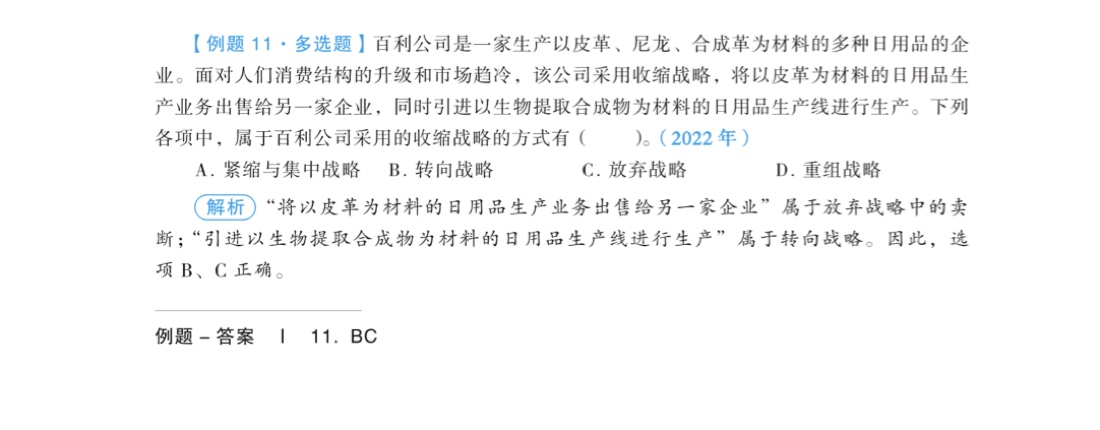 【例题 11·多选题】百利公司是一家生产以皮革、尼龙、合成革为材料的多种日用品的企
业。面对人们消费结构的升级和市场趋冷，该公司采用收缩战略，将以皮革为材料的日用品生
产业务出售给另一家企业，同时引进以生物提取合成物为材料的日用品生产线进行生产。下列
各项中，属于百利公司采用的收缩战略的方式有（　　）。（2022 年）
A. 紧缩与集中战略　B. 转向战略　C. 放弃战略　D. 重组战略
解析 “将以皮革为材料的日用品生产业务出售给另一家企业”属于放弃战略中的卖
断；“引进以生物提取合成物为材料的日用品生产线进行生产”属于转向战略。因此，选
项 B、C 正确。
例题 – 答案 | 11. BC